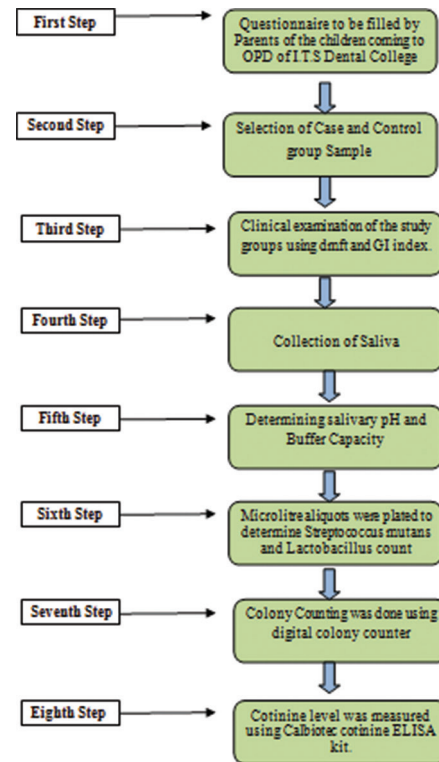 First Step
Questionnaire to be filled by
Parents of the children coming to
OPD of I.T.S Dental College
Second Step
Selection of Case and Control
group Sample
Third Step
Clinical examination of the study
groups using dmft and GI index.
Fourth Step
Collection of Saliva
Fifth Step
Determining salivary pH and
Buffer Capacity
Sixth Step
Microlitre aliquots were plated to
determine Streptococcus mutans
and Lactobacillus count
Seventh Step
Colony Counting was done using
digital colony counter
Eighth Step
Cotinine level was measured
using Calbiotec cotinine ELISA
kit.